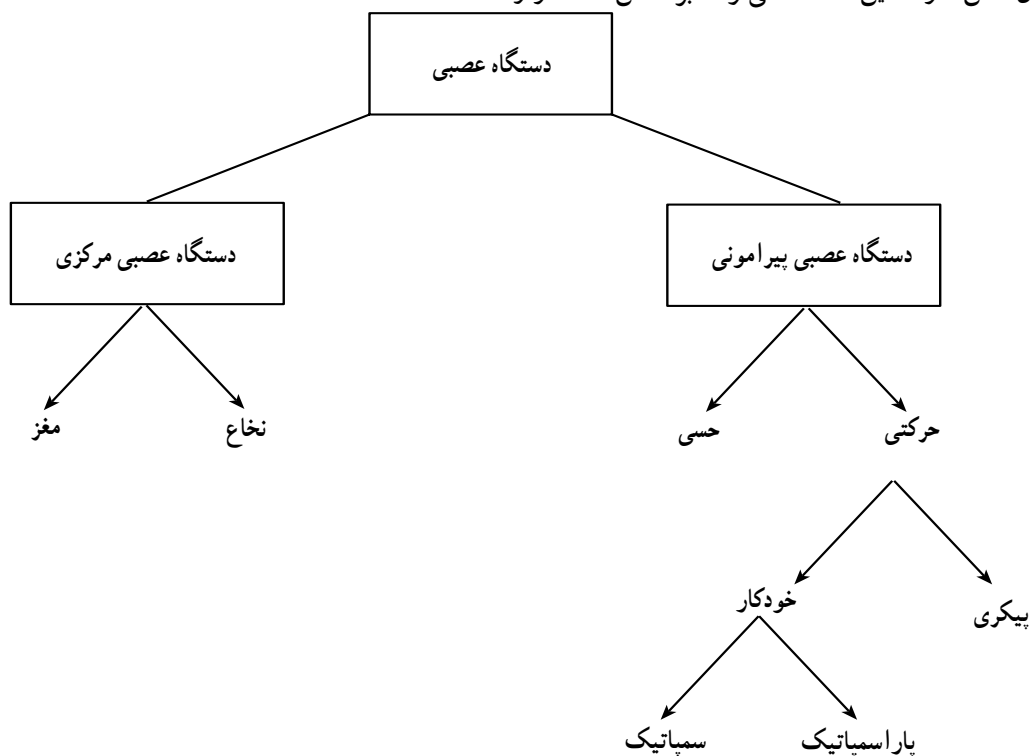 دستگاه عصبی
دستگاه عصبی پیرامونی
دستگاه عصبی مرکزی
حرکتی
حسی
نخاع
مغز
پیکری
خودکار
پاراسمپاتیک
سمپاتیک